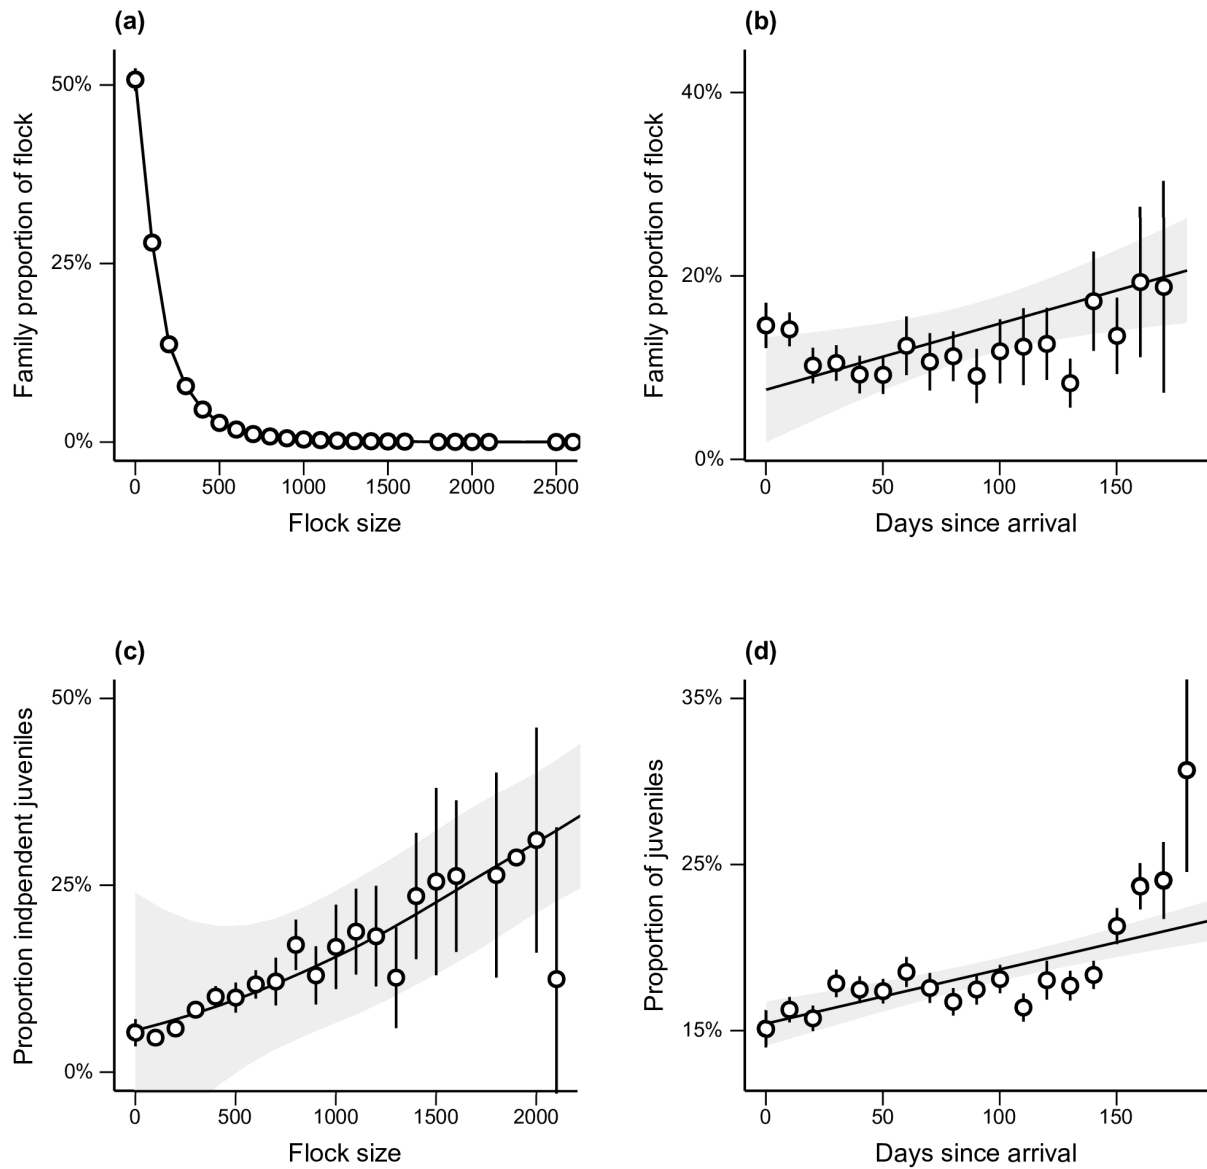 (a)
50%
25%
0%
Family proportion of flock
0 500 1000 1500 2000 2500
Flock size
(b)
40%
20%
0%
Family proportion of flock
0 50 100 150
Days since arrival
(c)
50%
25%
0%
Proportion indpendent juveniles
0 500 1000 1500 2000
Flock size
(d)
35%
25%
15%
Proportion of juveniles
0 50 100 150
Days since arrival